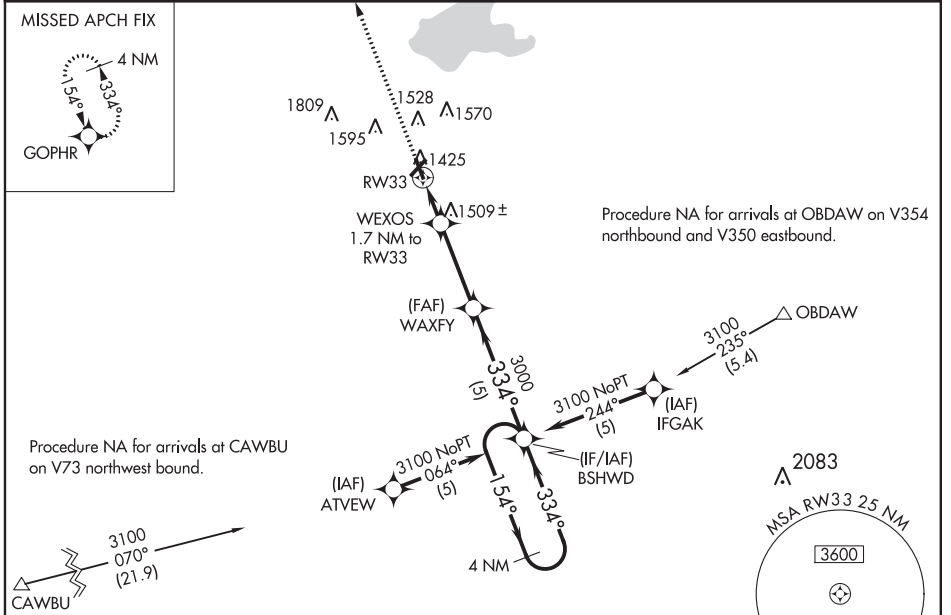 MISSED APCH FIX
4 NM
154°
334°
GOPHR
1809
1595
1528
1570
1425
RW33
WEXOS
1.7 NM to
RW33
1509 ±
Procedure NA for arrivals at OBDAW on V354
northbound and V350 eastbound.
(FAF)
WAXFY
OBDAW
3100
235°
(5.4)
3000
334°
(5)
3100 NoPT
244°
(5)
(IAF)
IFGAK
Procedure NA for arrivals at CAWBU
on V73 northwest bound.
3100 NoPT
064°
(5)
(IAF)
ATVEW
(IF/IAF)
BSHWD
154°
334°
4 NM
2083
MSA RW33 25 NM
3600
3100
070°
(21.9)
CAWBU